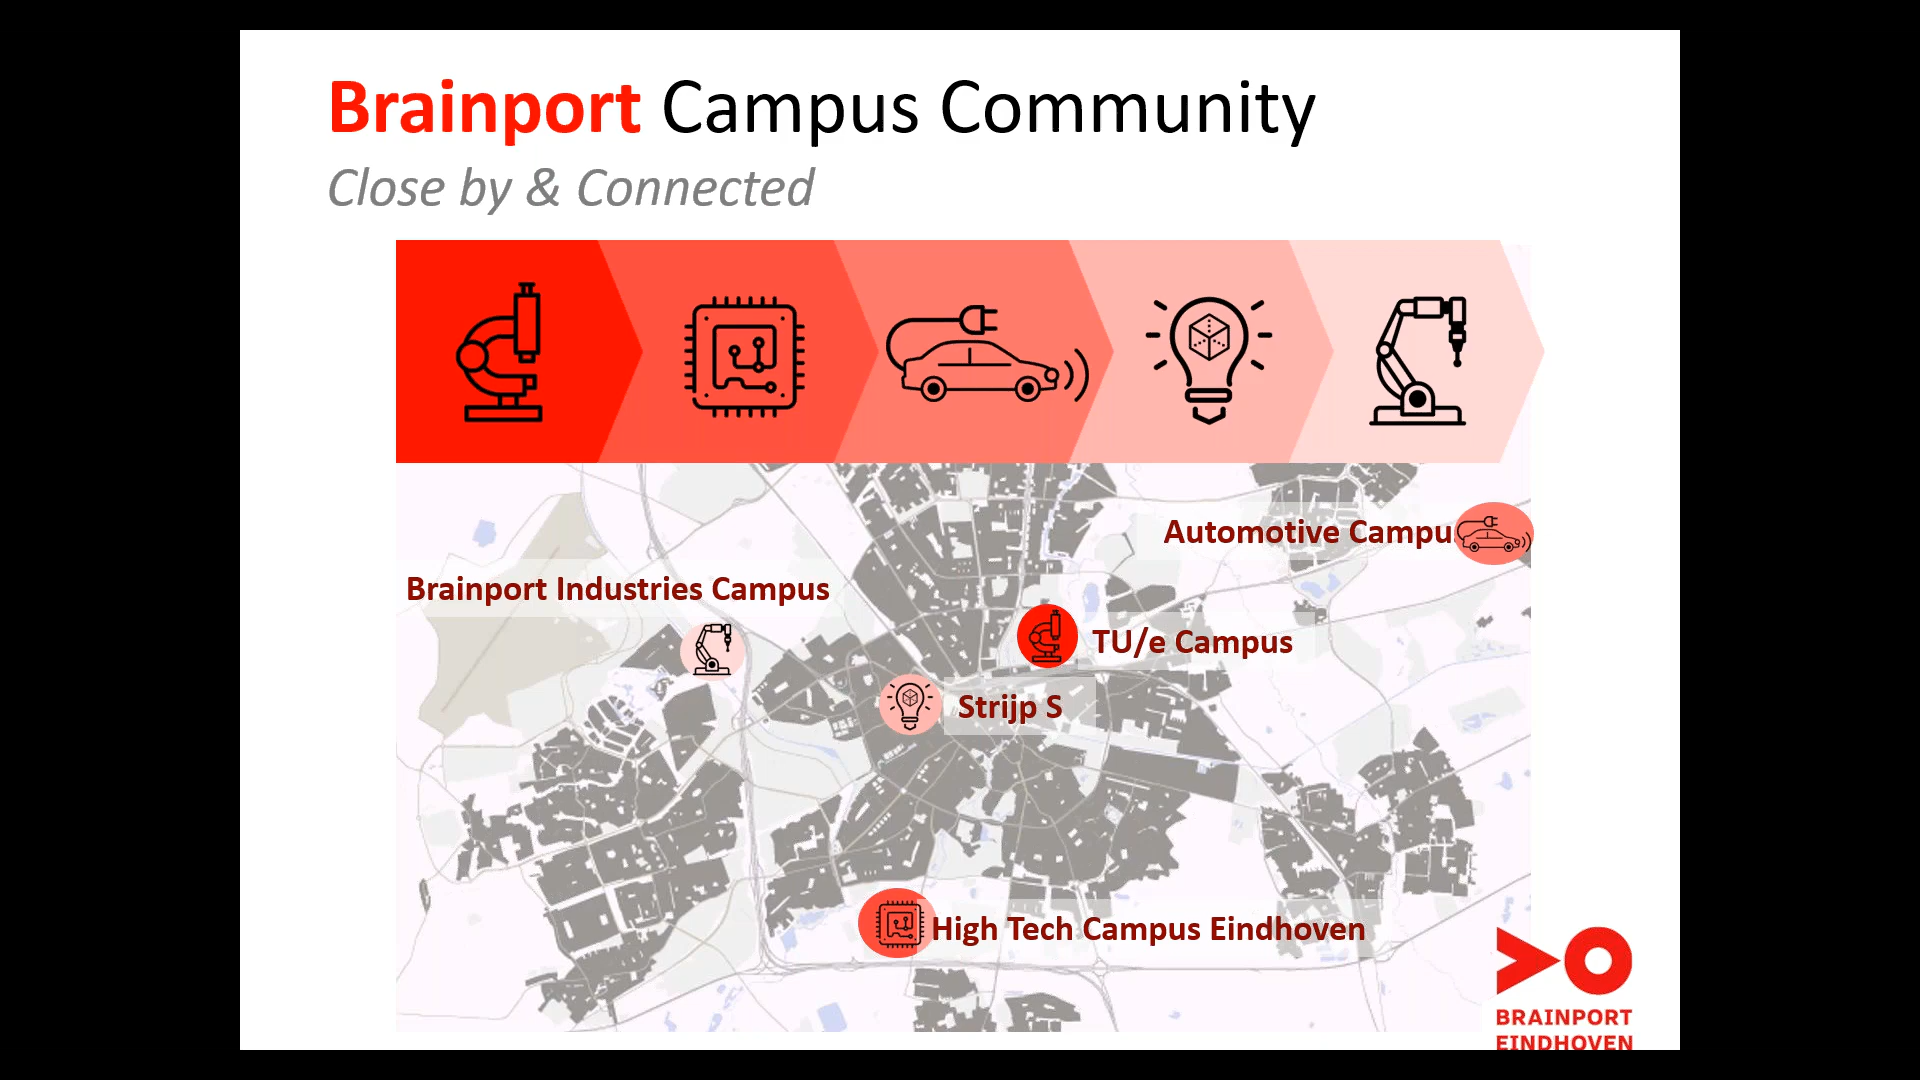 Brainport Campus Community
Close by & Connected
Automotive Campu
Brainport Industries Campus
TU/e Campus
Strijp S
High Tech Campus Eindhoven
BRAINPORT
EINDHOVEN